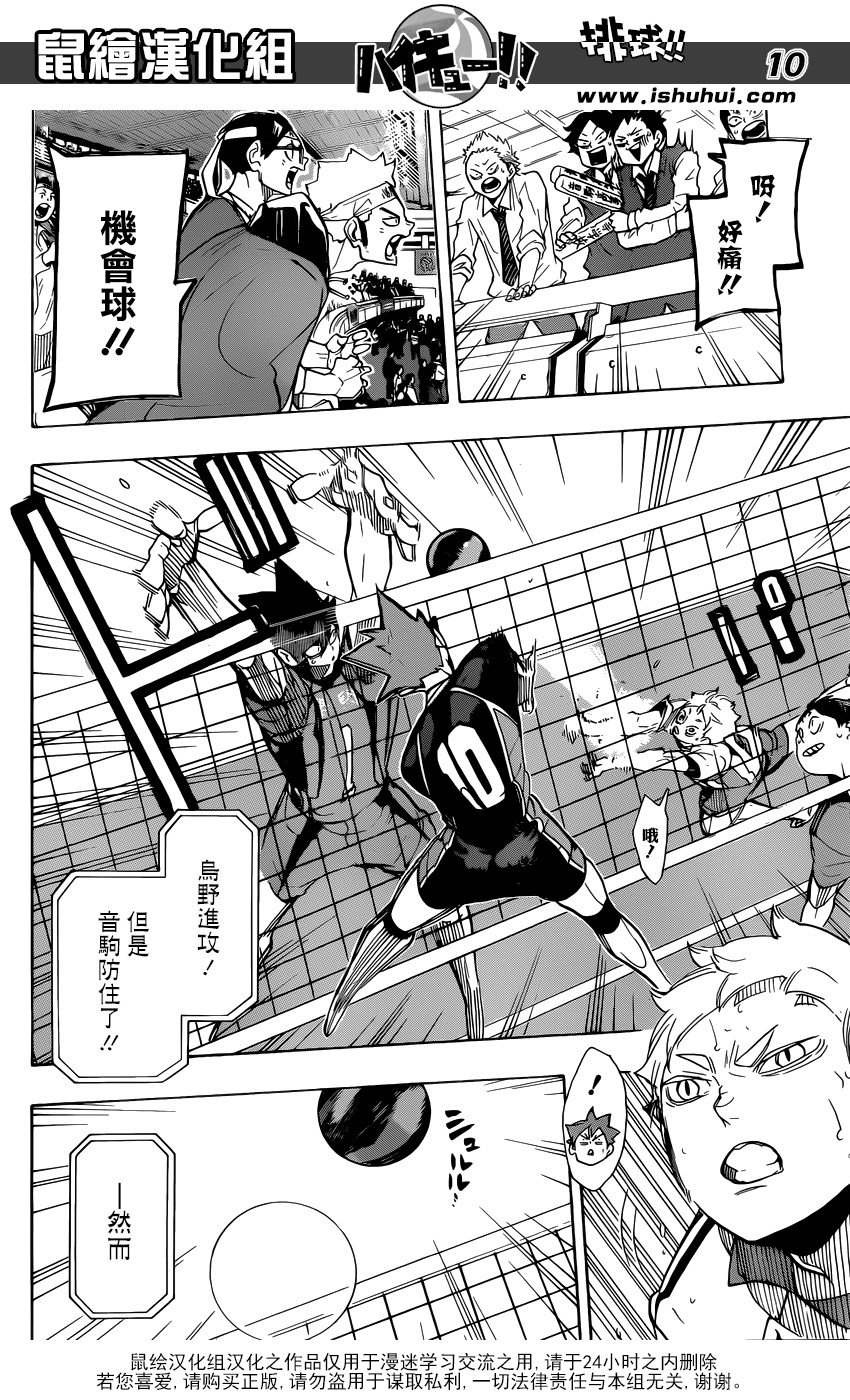 鼠繪漢化組
ハイキュー!!
排球!!
10
www.ishuhui.com
呀!
好痛!!
機會球!!
10
哦!
烏野進攻!
但是
音駒防住了!!
!
シュルルル
—然而
鼠绘汉化组汉化之作品仅用于漫迷学习交流之用,请于24小时之内删除
若您喜爱,请购买正版,请勿盗用于谋取私利,一切法律责任与本组无关,谢谢。